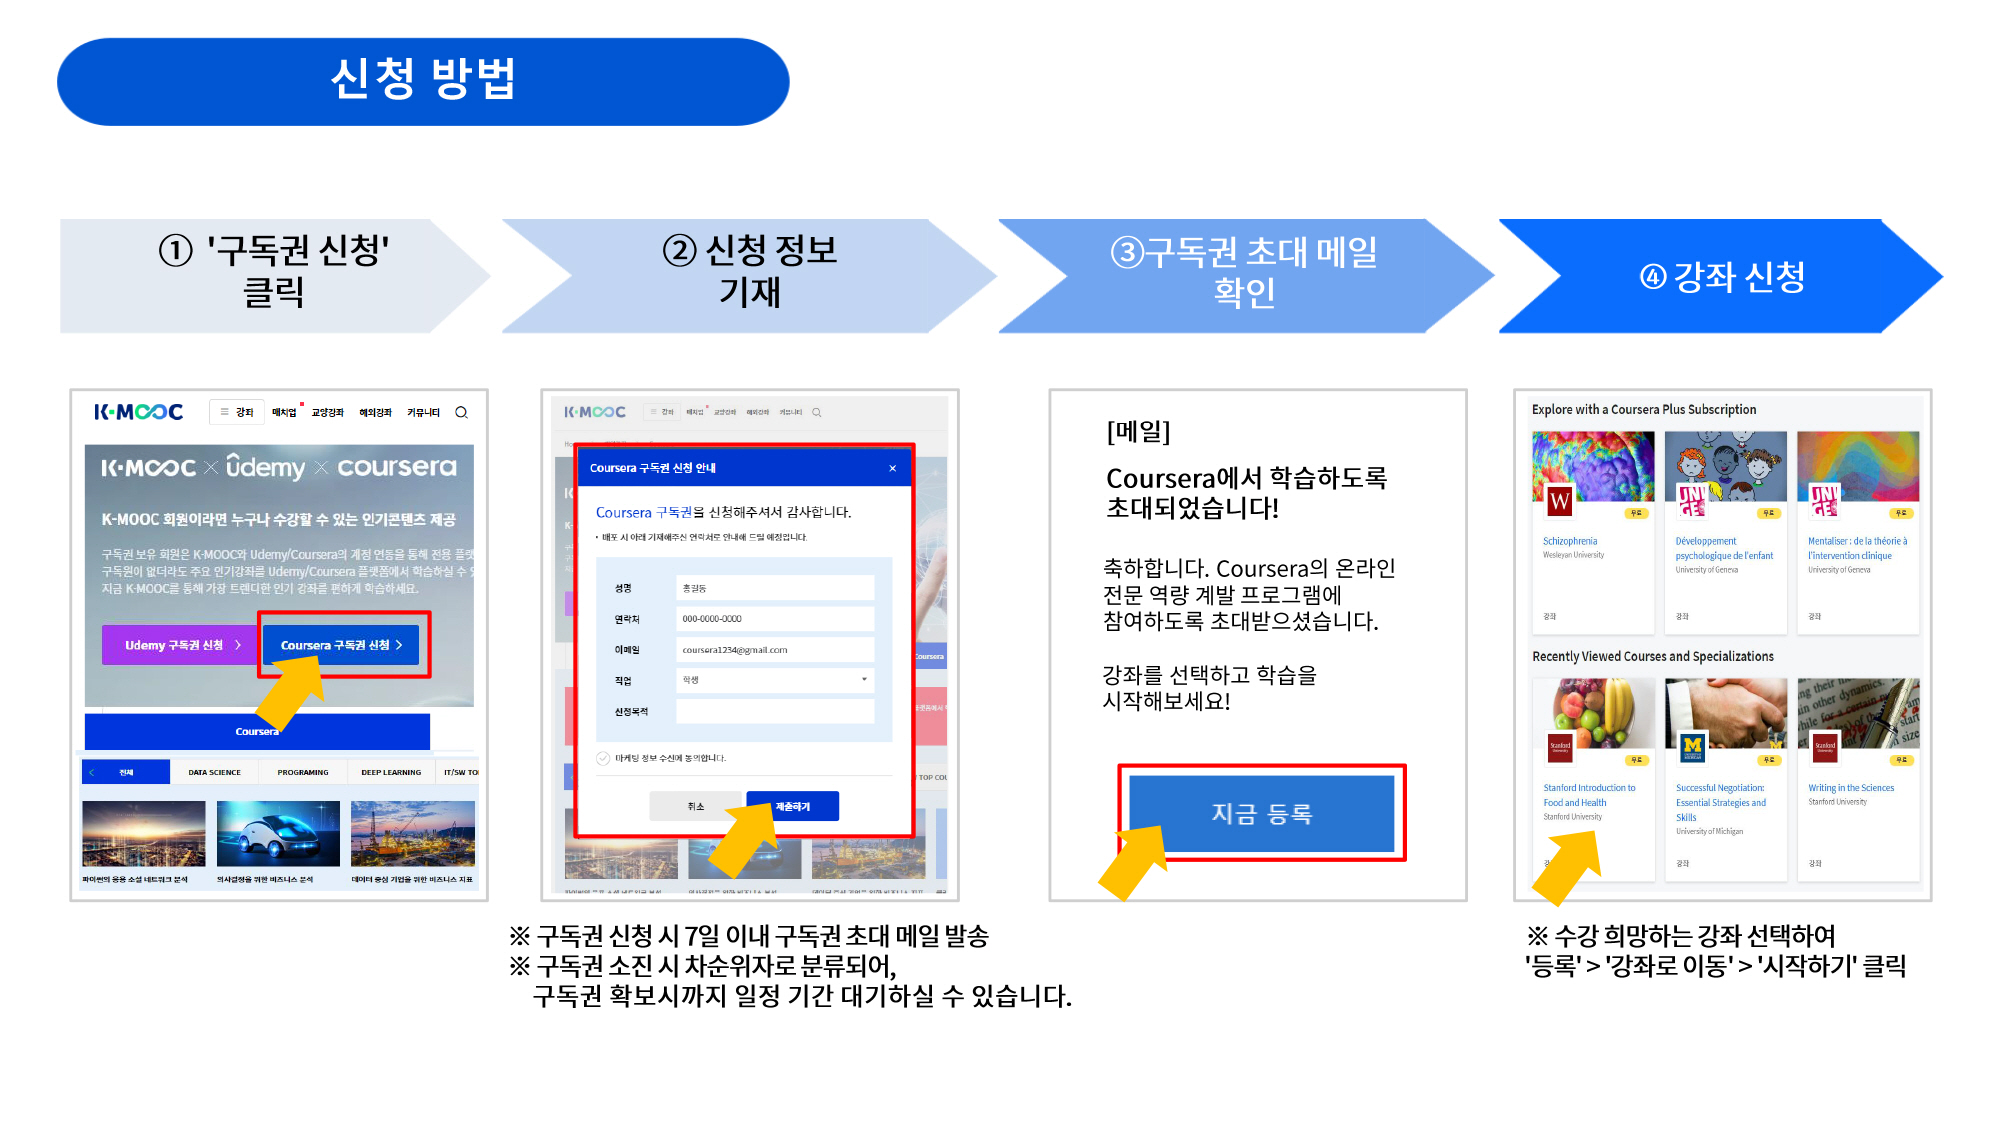 신청 방법
① '구독권 신청'
클릭
② 신청 정보
기재
③구독권 초대 메일
확인
④ 강좌 신청
K-MOOC
강좌 매치업 교양강좌 해외강좌 커뮤니티
K-MOOC × ûdemy × coursera
K-MOOC 회원이라면 누구나 수강할 수 있는 인기콘텐츠 제공
구독권 보유 회원은 K-MOOC와 Udemy/Coursera의 계정 연동을 통해 전용 플랫
구독원이 없더라도 주요 인기강좌를 Udemy/Coursera 플랫폼에서 학습하실 수
지금 K-MOOC를 통해 가장 트렌디한 인기 강좌를 편하게 학습하세요.
Udemy 구독권 신청 >
Coursera 구독권 신청 >
Coursera
전체 DATA SCIENCE PROGRAMING DEEP LEARNING IT/SW TO
파이썬의 응용 소셜 네트워크 분석
의사결정을 위한 비즈니스 분석
데이터 중심 기업을 위한 비즈니스 지표
K-MOOC
강좌 매치업 교양강좌 해외강좌 커뮤니티
Coursera 구독권 신청 안내 ×
Coursera 구독권을 신청해주셔서 감사합니다.
• 배포 시 아래 기재해주신 연락처로 안내해 드릴 예정입니다.
성명 홍길동
연락처 000-0000-0000
이메일 coursera1234@gmail.com
직업 학생
신청목적
마케팅 정보 수신에 동의합니다.
취소 제출하기
Coursera
TOP COU
[메일]
Coursera에서 학습하도록
초대되었습니다!
축하합니다. Coursera의 온라인
전문 역량 계발 프로그램에
참여하도록 초대받으셨습니다.
강좌를 선택하고 학습을
시작해보세요!
지금 등록
Explore with a Coursera Plus Subscription
무료 무료 무료
Schizophrenia
Wesleyan University
강좌
Développement
psychologique de l'enfant
University of Geneva
강좌
Mentaliser : de la théorie à
l'intervention clinique
University of Geneva
강좌
Recently Viewed Courses and Specializations
무료 무료 무료
Stanford Introduction to
Food and Health
Stanford University
Successful Negotiation:
Essential Strategies and
Skills
University of Michigan
강좌
Writing in the Sciences
Stanford University
강좌
※ 구독권 신청 시 7일 이내 구독권 초대 메일 발송
※ 구독권 소진 시 차순위자로 분류되어,
구독권 확보시까지 일정 기간 대기하실 수 있습니다.
※ 수강 희망하는 강좌 선택하여
'등록' > '강좌로 이동' > '시작하기' 클릭